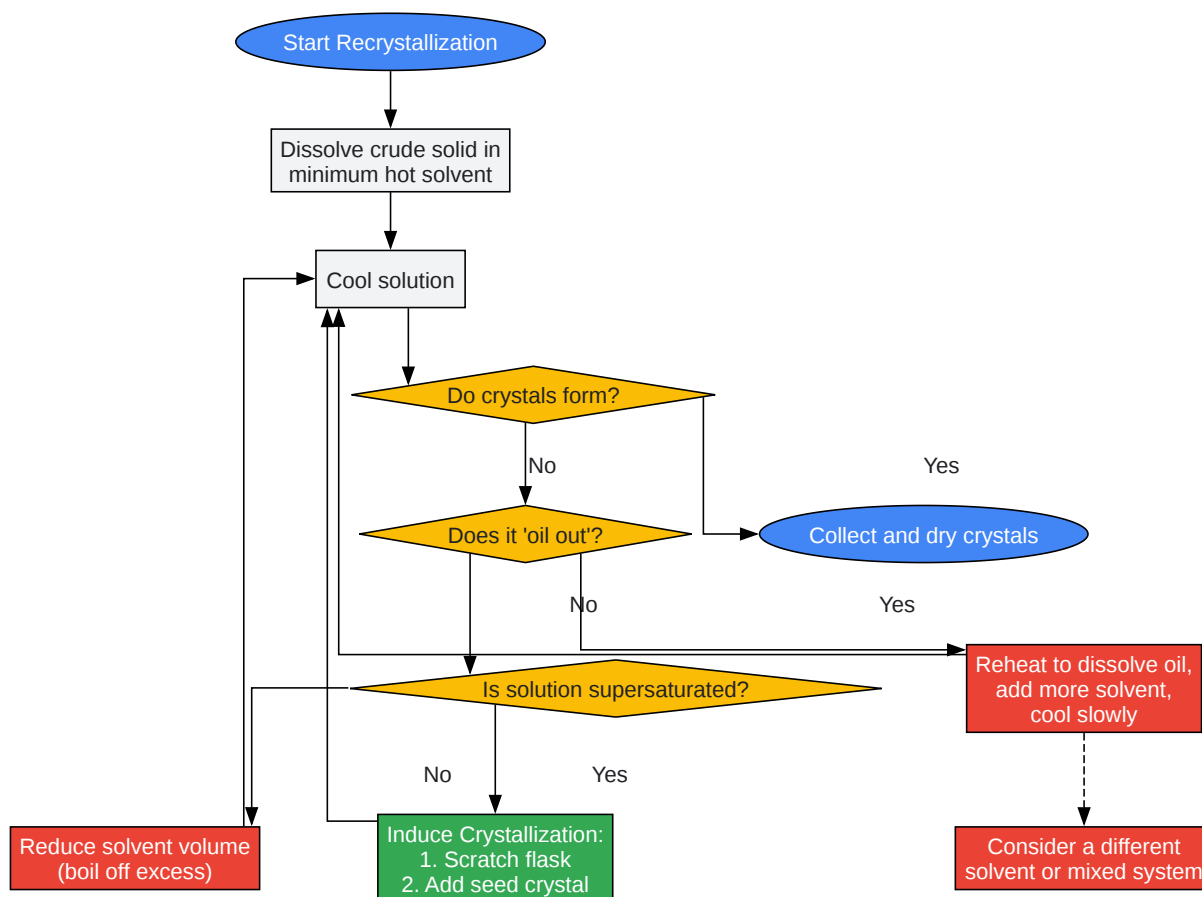 Start Recrystallization
Dissolve crude solid in
minimum hot solvent
Cool solution
Do crystals form?
No
Yes
Does it 'oil out'?
Collect and dry crystals
No
Yes
Reheat to dissolve oil,
add more solvent,
cool slowly
Is solution supersaturated?
No
Yes
Reduce solvent volume
(boil off excess)
Induce Crystallization:
1. Scratch flask
2. Add seed crystal
Consider a different
solvent or mixed system